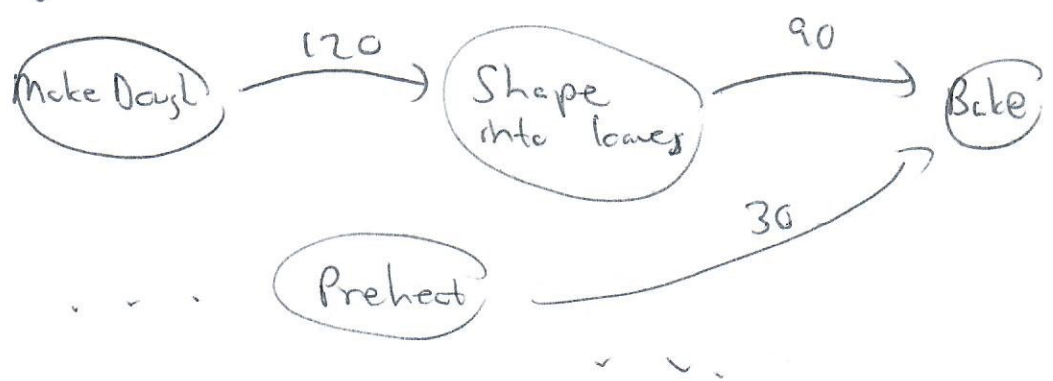 120
90
Make Dough
Shape
into loaves
Bake
30
Preheat
. . .
. . .